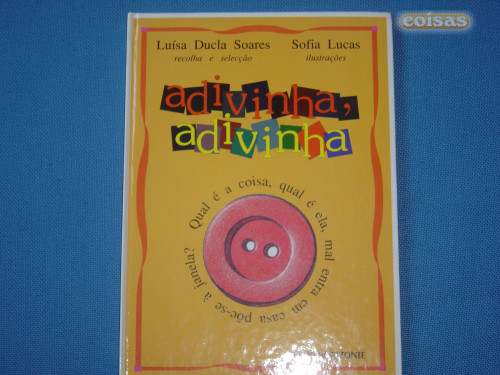 coisas
Luísa Ducla Soares
recolha e selecção
Sofia Lucas
ilustrações
adivinha,
adivinha
Qual é a coisa, qual é ela, mal entra em casa põe-se à janela?